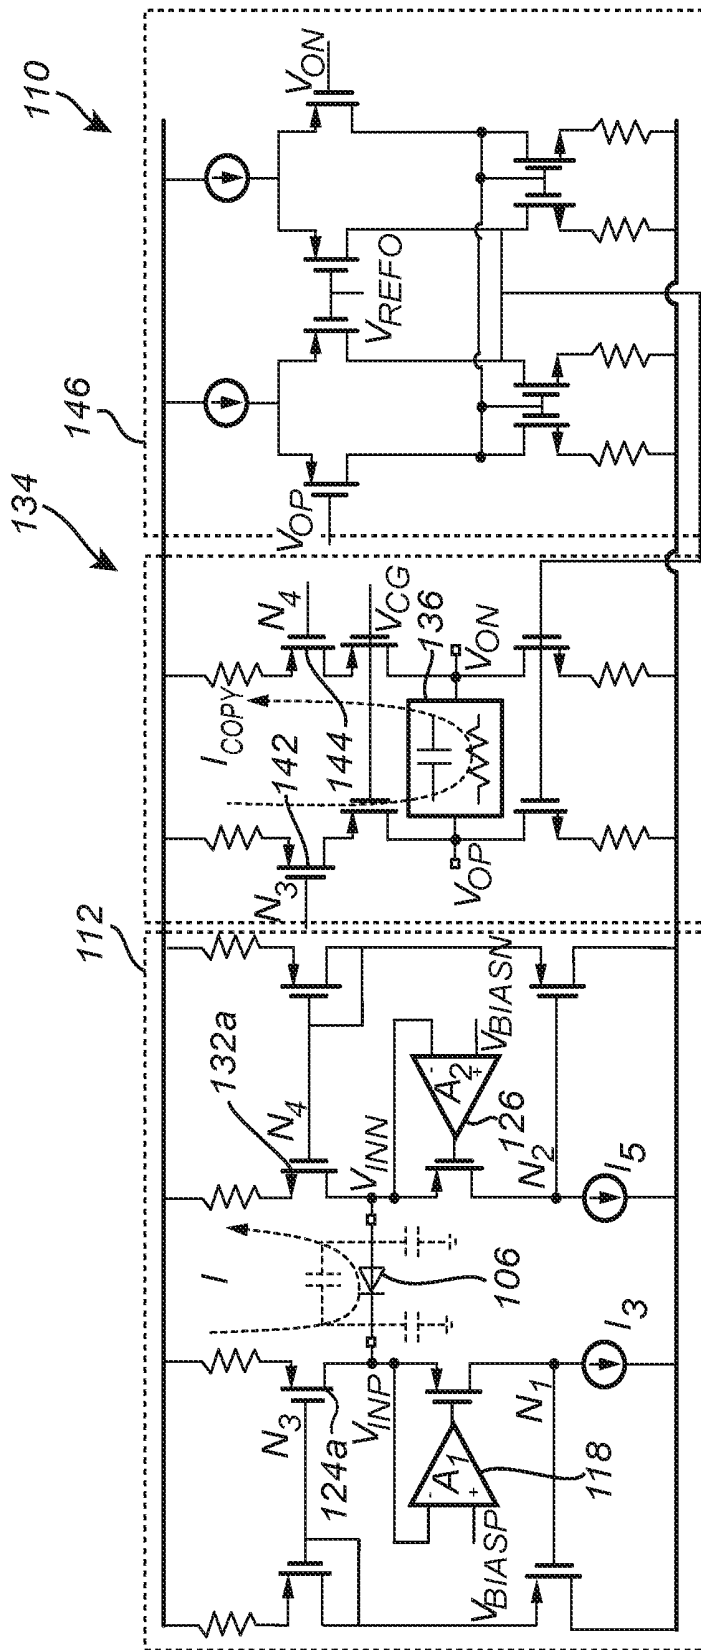 110
134
146
112
V_ON
V_REFO
V_OP
N_4
V_CG
136
V_ON
I_COPY
144
142
N_3
V_OP
132a
N_4
V_INN
A_2
-
+
V_BIASN
126
N_2
I_5
I
106
I_3
N_3
124a
V_INP
A_1
-
+
N_1
118
V_BIASP